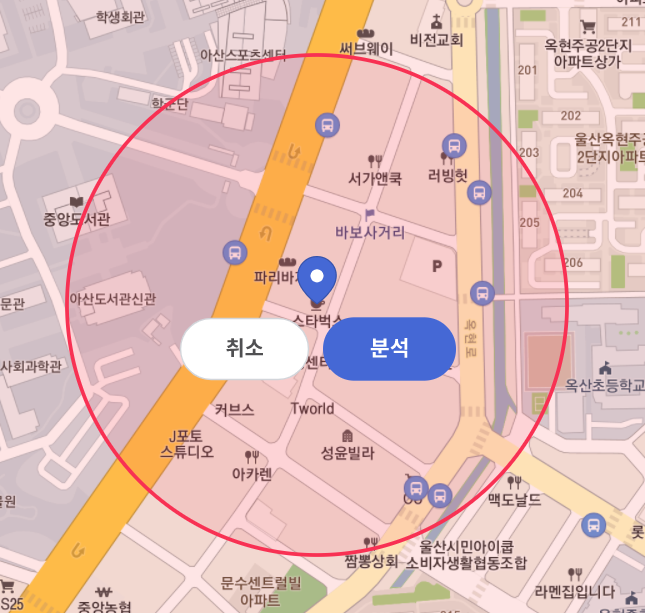 학생회관
써브웨이
비전교회
211
옥현주공2단지
아파트상가
아산스포츠센터
201
학군단
202
울산옥현주공
2단지아파트
203
서가앤쿡
러빙헛
204
중앙도서관
바보사거리
205
206
P
파리바
문관
아산도서관신관
스타벅스
옥현로
취소
분석
사회과학관
센터
옥산초등학교
커브스
Tworld
J포토
스튜디오
성윤빌라
아카렌
맥도날드
물원
GS
롯
짬뽕상회
울산시민아이쿱
소비자생활협동조합
문수센트럴빌
아파트
라멘집입니다
S25
중앙농협